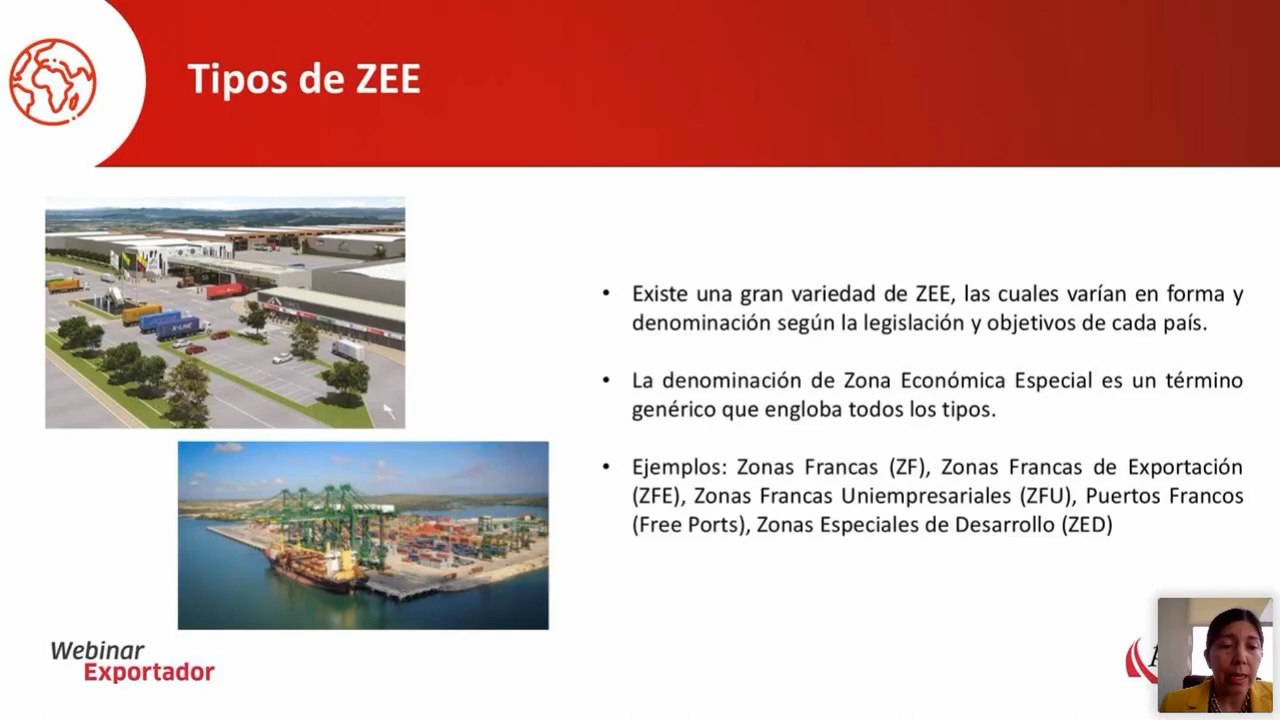 Tipos de ZEE
• Existe una gran variedad de ZEE, las cuales varían en forma y
denominación según la legislación y objetivos de cada país.
• La denominación de Zona Económica Especial es un término
genérico que engloba todos los tipos.
• Ejemplos: Zonas Francas (ZF), Zonas Francas de Exportación
(ZFE), Zonas Francas Uniempresariales (ZFU), Puertos Francos
(Free Ports), Zonas Especiales de Desarrollo (ZED)
K-LINE
Webinar
Exportador